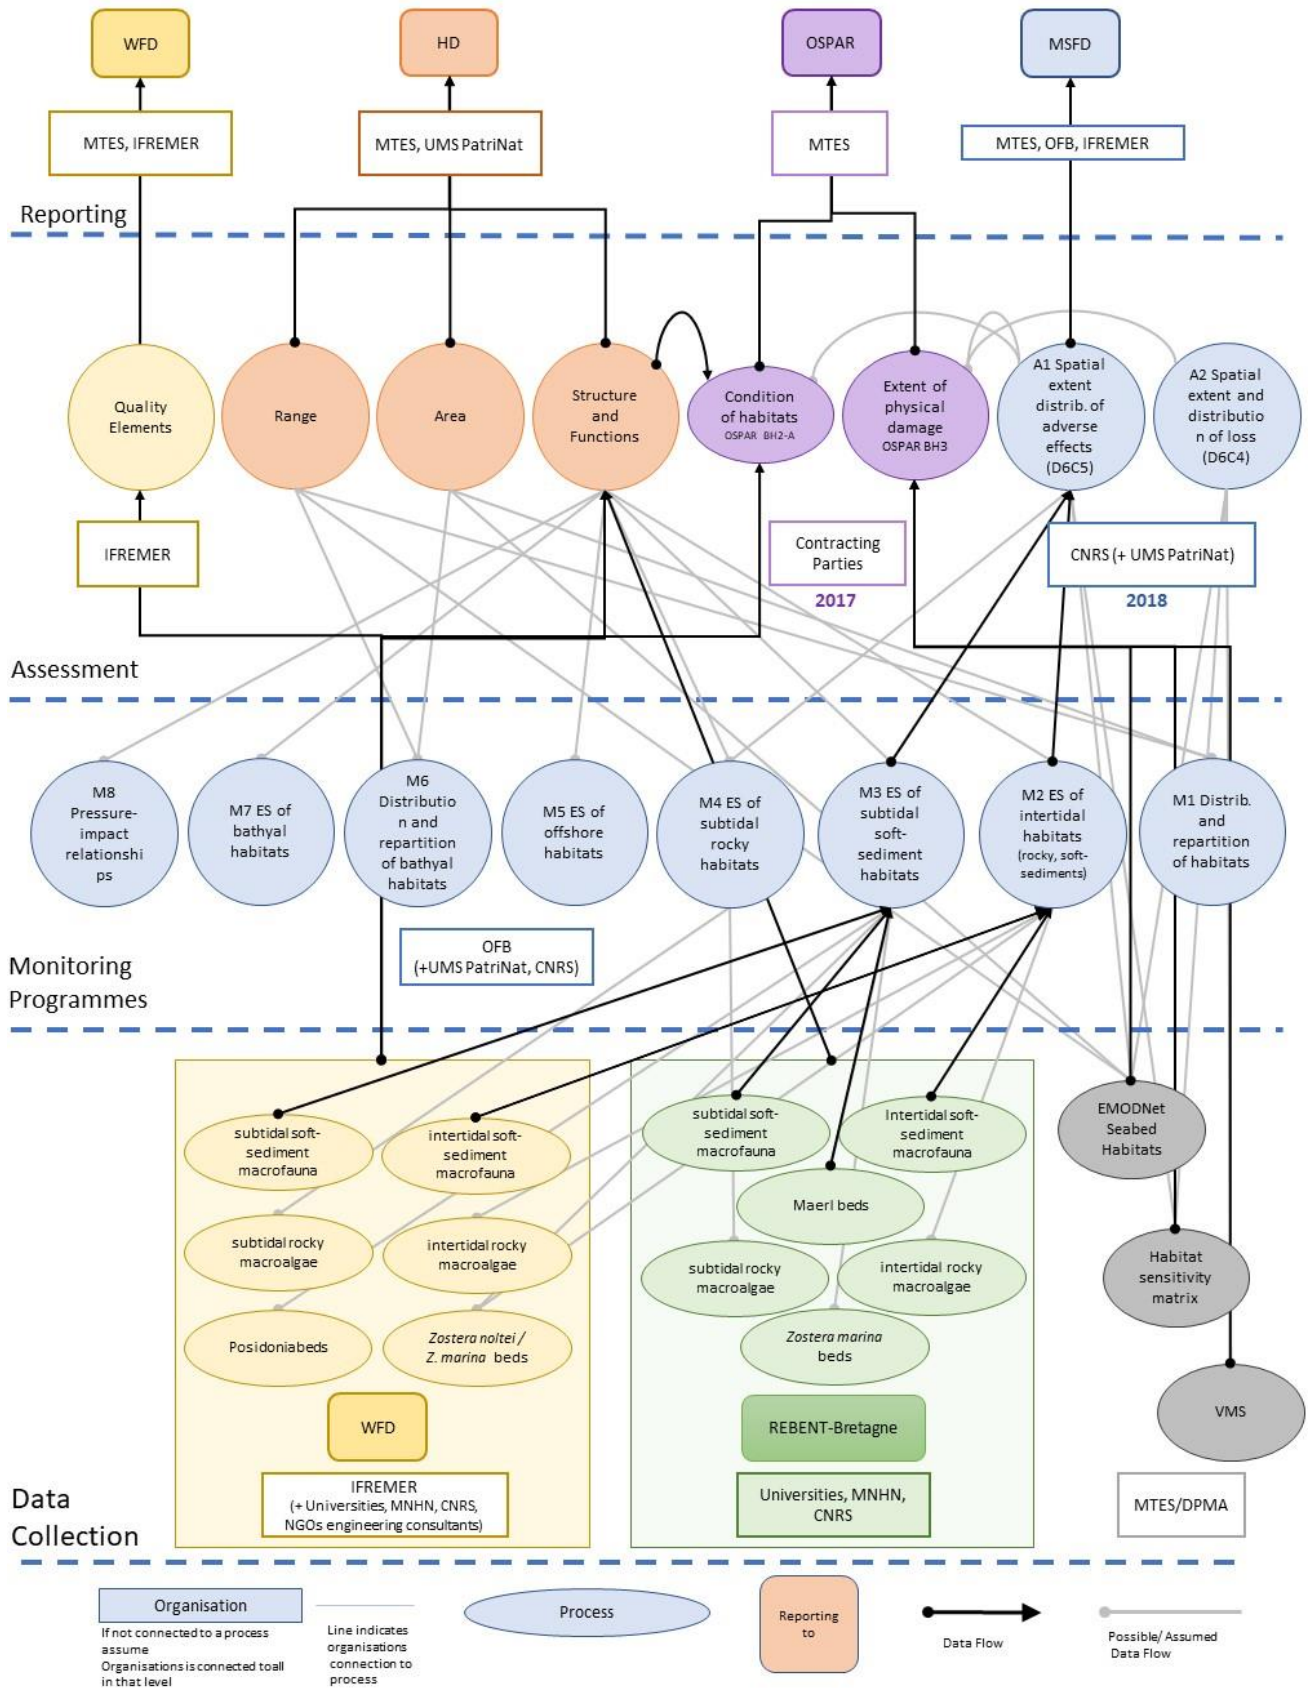 WFD
HD
OSPAR
MSFD
MTES, IFREMER
MTES, UMS PatriNat
MTES
MTES, OFB, IFREMER
Reporting
Quality
Elements
Range
Area
Structure
and
Functions
Condition
of habitats
OSPAR BH2-A
Extent of
physical
damage
OSPAR BH3
A1 Spatial
extent
distrib. of
adverse
effects
(D6C5)
A2 Spatial
extent and
distributio
n of loss
(D6C4)
IFREMER
Contracting
Parties
2017
CNRS (+ UMS PatriNat)
2018
Assessment
M8
Pressure-
impact
relationshi
ps
M7 ES of
bathyal
habitats
M6
Distributio
n and
repartition
of bathyal
habitats
M5 ES of
offshore
habitats
M4 ES of
subtidal
rocky
habitats
M3 ES of
subtidal
soft-
sediment
habitats
M2 ES of
intertidal
habitats
(rocky, soft-
sediments)
M1 Distrib.
and
repartition
of habitats
OFB
(+UMS PatriNat, CNRS)
Monitoring
Programmes
subtidal soft-
sediment
macrofauna
intertidal soft-
sediment
macrofauna
subtidal rocky
macroalgae
intertidal rocky
macroalgae
Posidoniabeds
Zostera noltei /
Z. marina beds
WFD
IFREMER
(+ Universities, MNHN, CNRS,
NGOs engineering consultants)
subtidal soft-
sediment
macrofauna
Intertidal soft-
sediment
macrofauna
Maerl beds
subtidal rocky
macroalgae
intertidal rocky
macroalgae
Zostera marina
beds
REBENT-Bretagne
Universities, MNHN,
CNRS
EMODNet
Seabed
Habitats
Habitat
sensitivity
matrix
VMS
MTES/DPMA
Data
Collection
Organisation
If not connected to a process
assume
Organisations is connected toall
in that level
Line indicates
organisations
connection to
process
Process
Reporting
to
Data Flow
Possible/ Assumed
Data Flow